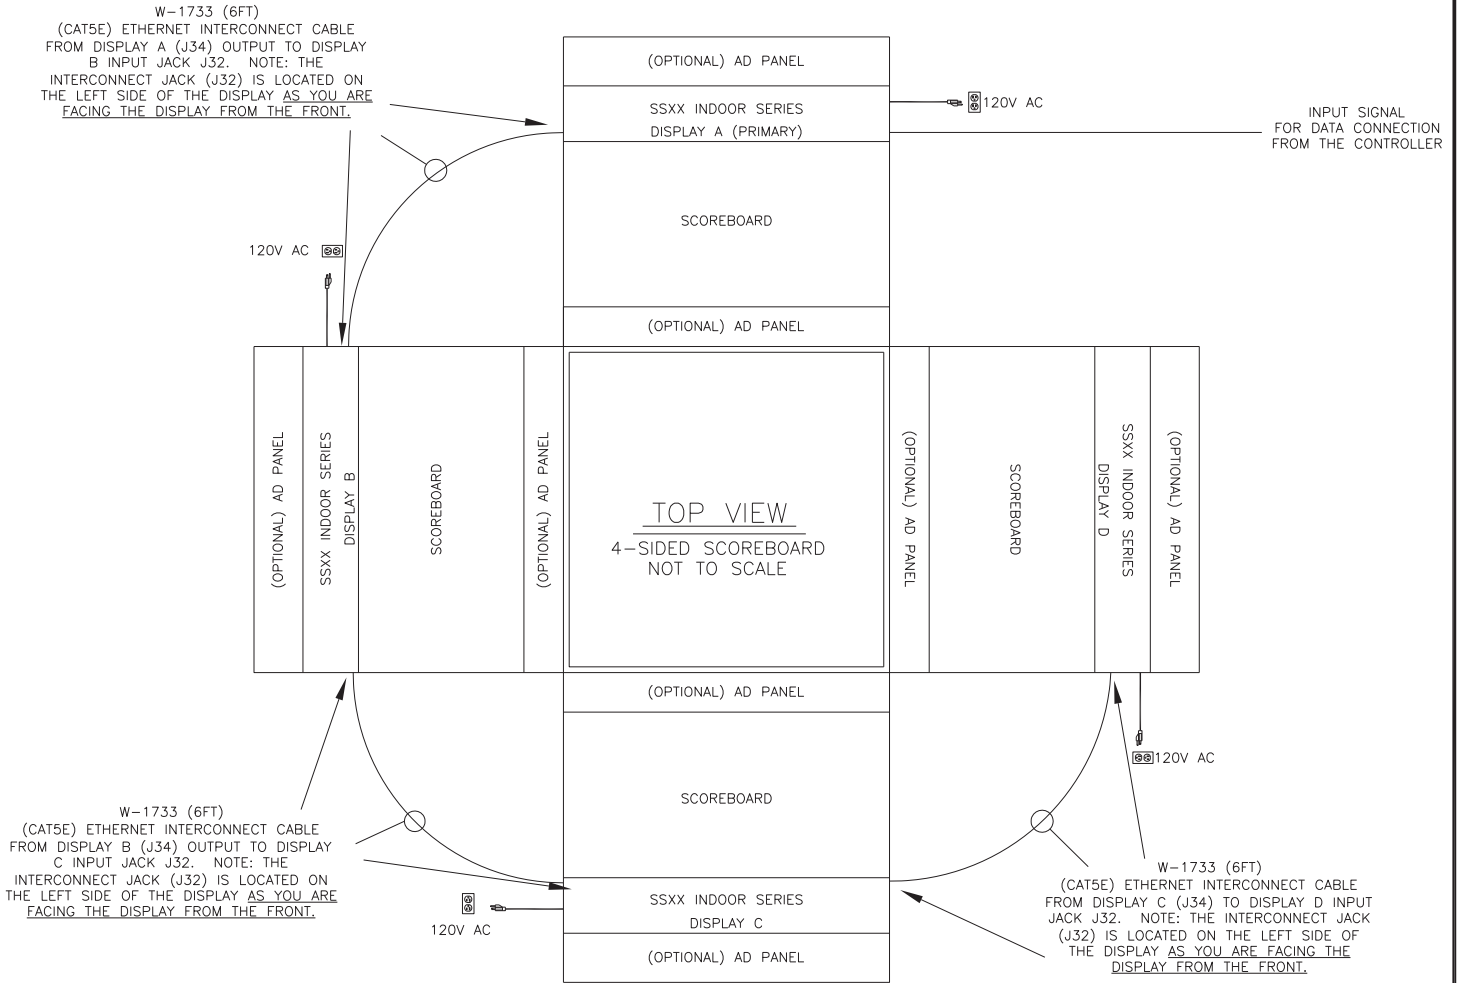 W-1733 (6FT)
(CAT5E) ETHERNET INTERCONNECT CABLE
FROM DISPLAY A (J34) OUTPUT TO DISPLAY
B INPUT JACK J32. NOTE: THE
INTERCONNECT JACK (J32) IS LOCATED ON
THE LEFT SIDE OF THE DISPLAY AS YOU ARE
FACING THE DISPLAY FROM THE FRONT.
(OPTIONAL) AD PANEL
SSXX INDOOR SERIES
DISPLAY A (PRIMARY)
120V AC
INPUT SIGNAL
FOR DATA CONNECTION
FROM THE CONTROLLER
SCOREBOARD
120V AC
(OPTIONAL) AD PANEL
(OPTIONAL) AD PANEL
SSXX INDOOR SERIES
DISPLAY B
SCOREBOARD
(OPTIONAL) AD PANEL
TOP VIEW
4-SIDED SCOREBOARD
NOT TO SCALE
(OPTIONAL) AD PANEL
SCOREBOARD
SSXX INDOOR SERIES
DISPLAY D
(OPTIONAL) AD PANEL
(OPTIONAL) AD PANEL
120V AC
SCOREBOARD
W-1733 (6FT)
(CAT5E) ETHERNET INTERCONNECT CABLE
FROM DISPLAY B (J34) OUTPUT TO DISPLAY
C INPUT JACK J32. NOTE: THE
INTERCONNECT JACK (J32) IS LOCATED ON
THE LEFT SIDE OF THE DISPLAY AS YOU ARE
FACING THE DISPLAY FROM THE FRONT.
120V AC
SSXX INDOOR SERIES
DISPLAY C
(OPTIONAL) AD PANEL
W-1733 (6FT)
(CAT5E) ETHERNET INTERCONNECT CABLE
FROM DISPLAY C (J34) TO DISPLAY D INPUT
JACK J32. NOTE: THE INTERCONNECT JACK
(J32) IS LOCATED ON THE LEFT SIDE OF
THE DISPLAY AS YOU ARE FACING THE
DISPLAY FROM THE FRONT.